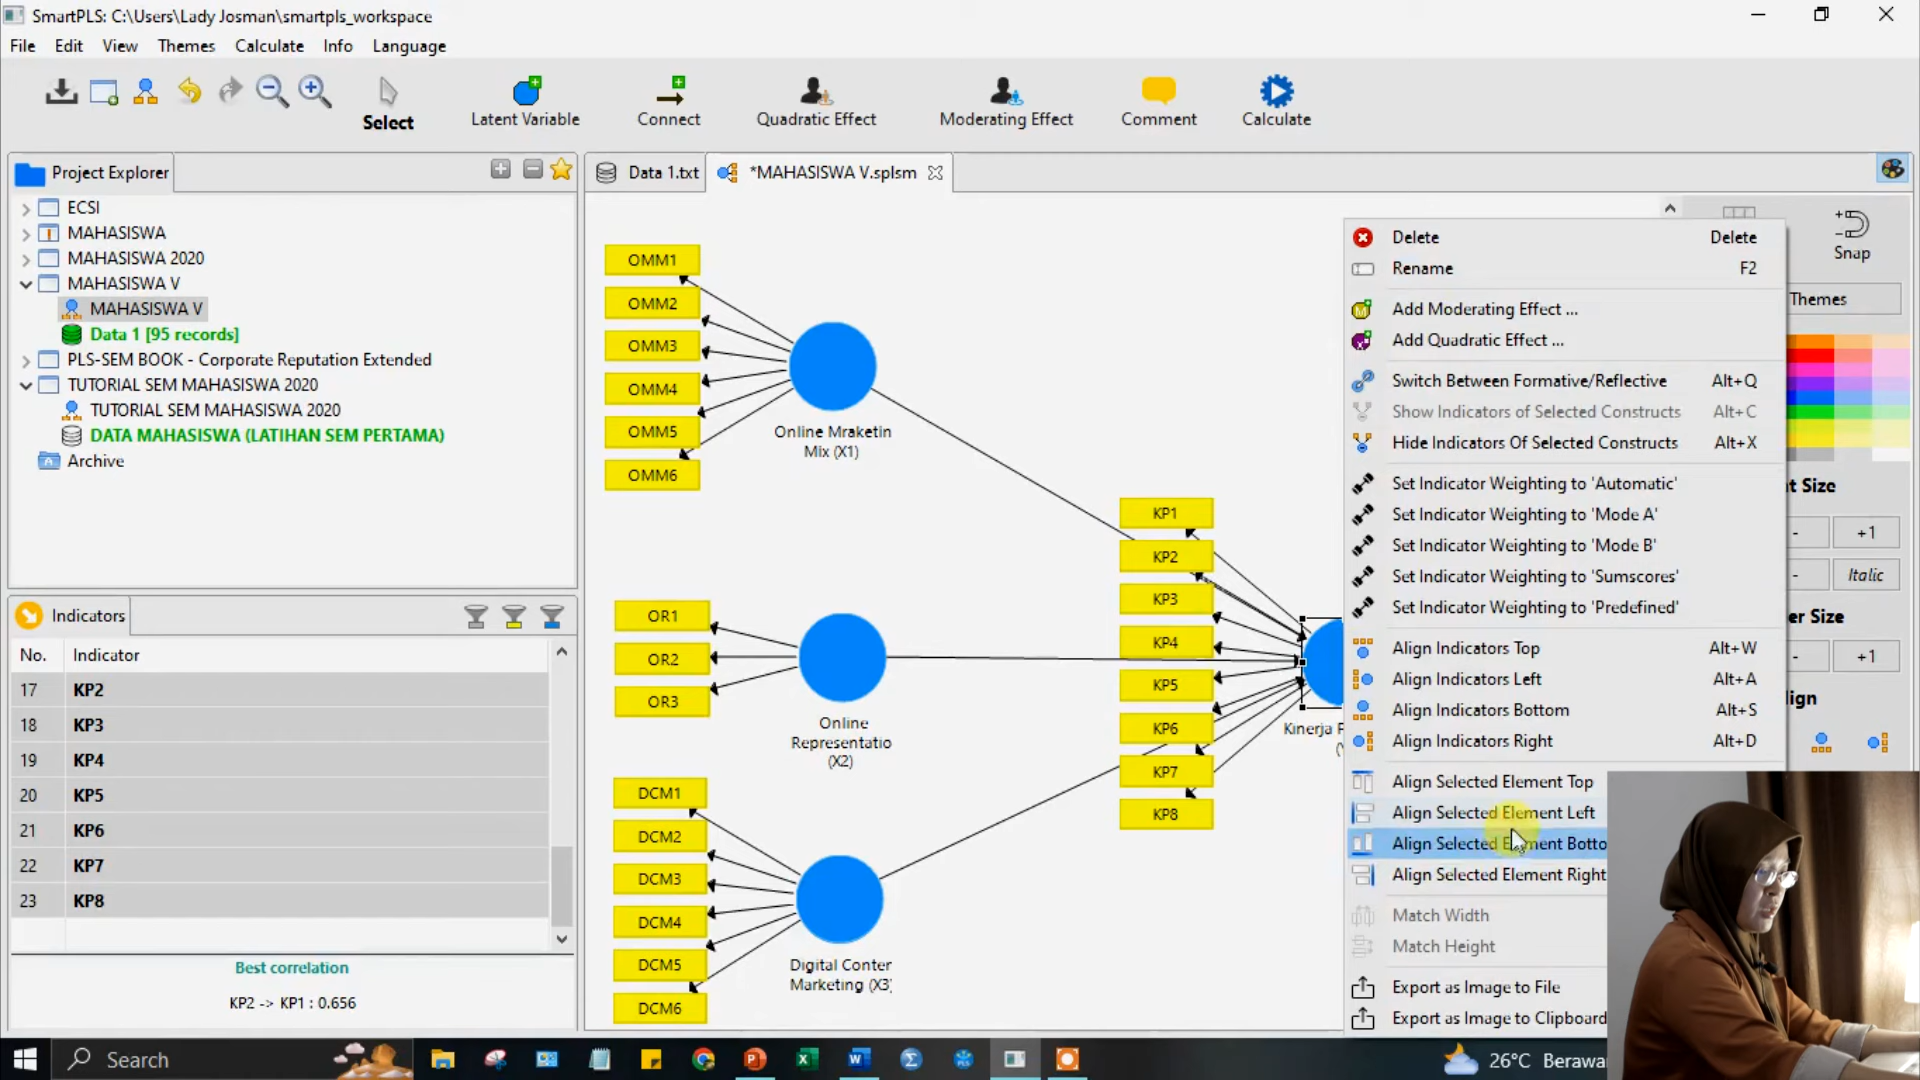 SmartPLS: C:\Users\Lady Josman\smartpls_workspace
File Edit View Themes Calculate Info Language
Select
Latent Variable
Connect
Quadratic Effect
Moderating Effect
Comment
Calculate
Project Explorer
ECSI
MAHASISWA
MAHASISWA 2020
MAHASISWA V
MAHASISWA V
Data 1 [95 records]
PLS-SEM BOOK - Corporate Reputation Extended
TUTORIAL SEM MAHASISWA 2020
TUTORIAL SEM MAHASISWA 2020
DATA MAHASISWA (LATIHAN SEM PERTAMA)
Archive
Indicators
No. Indicator
17 KP2
18 KP3
19 KP4
20 KP5
21 KP6
22 KP7
23 KP8
Best correlation
KP2 -> KP1 : 0.656
Data 1.txt
*MAHASISWA V.splsm
OMM1
OMM2
OMM3
OMM4
OMM5
OMM6
Online Mraketin
Mix (X1)
OR1
OR2
OR3
Online
Representatio
(X2)
DCM1
DCM2
DCM3
DCM4
DCM5
DCM6
Digital Conter
Marketing (X3)
KP1
KP2
KP3
KP4
KP5
KP6
KP7
KP8
Kinerja
Delete Delete
Rename F2
Add Moderating Effect ...
Add Quadratic Effect ...
Switch Between Formative/Reflective Alt+Q
Show Indicators of Selected Constructs Alt+C
Hide Indicators Of Selected Constructs Alt+X
Set Indicator Weighting to 'Automatic'
Set Indicator Weighting to 'Mode A'
Set Indicator Weighting to 'Mode B'
Set Indicator Weighting to 'Sumscores'
Set Indicator Weighting to 'Predefined'
Align Indicators Top Alt+W
Align Indicators Left Alt+A
Align Indicators Bottom Alt+S
Align Indicators Right Alt+D
Align Selected Element Top
Align Selected Element Left
Align Selected Element Botto
Align Selected Element Right
Match Width
Match Height
Export as Image to File
Export as Image to Clipboard
Snap
Themes
Size
- +1
- Italic
Size
- +1
Search
26°C Berawa